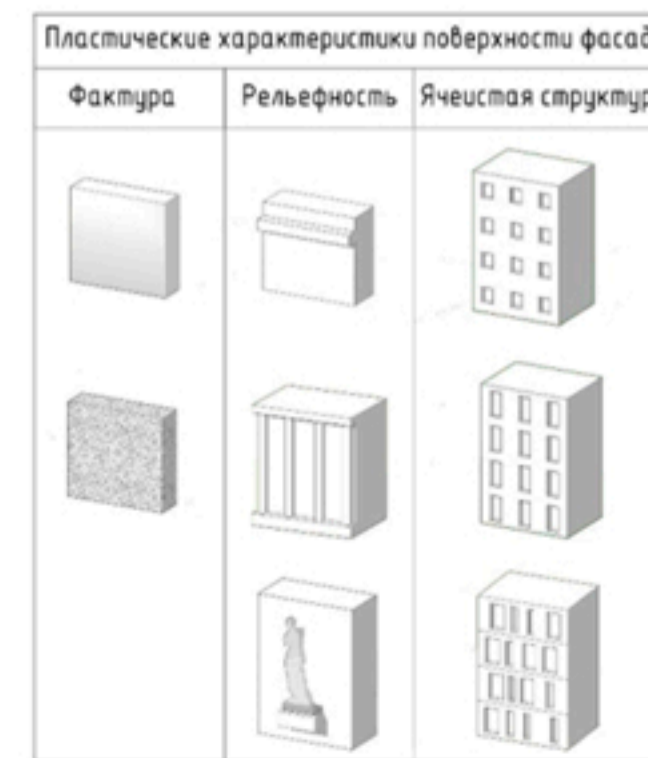 Пластические характеристики поверхности фасад
Фактура Рельефность Ячеистая структур